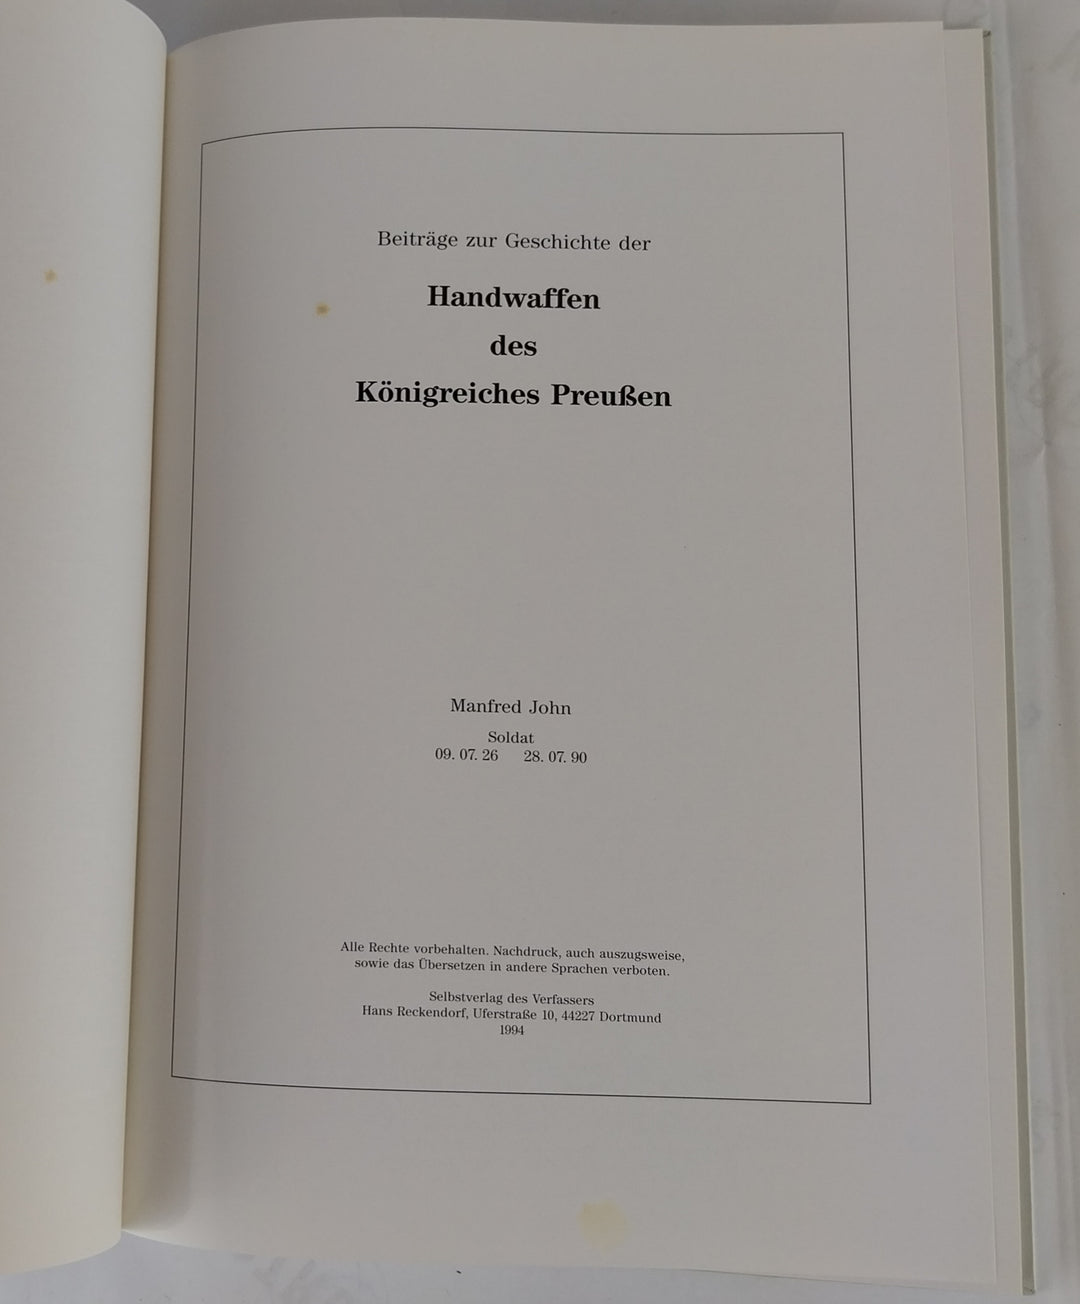 Beiträge zur Geschichte der
Handwaffen
des
Königreiches Preußen
Manfred John
Soldat
09. 07. 26 28. 07. 90
Alle Rechte vorbehalten. Nachdruck, auch auszugsweise,
sowie das Übersetzen in andere Sprachen verboten.
Selbstverlag des Verfassers
Hans Reckendorf, Uferstraße 10, 44227 Dortmund
1994